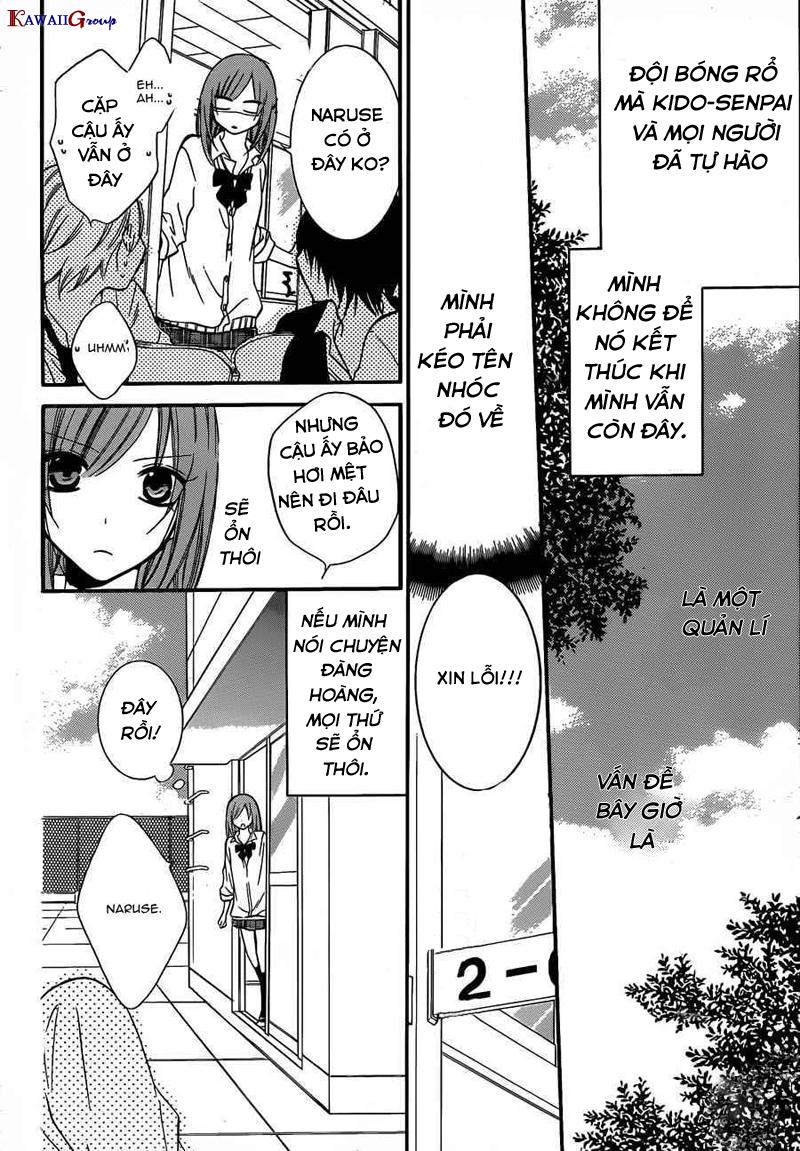 KAWAII GROUP
ĐỘI BÓNG RỔ
MÀ KIDO-SENPAI
VÀ MỌI NGƯỜI
ĐÃ TỰ HÀO
MÌNH
KHÔNG ĐỂ
NÓ KẾT
THÚC KHI
MÌNH VẪN
CÒN ĐÂY.
LÀ MỘT
QUẢN LÍ
VẤN ĐỀ
BÂY GIỜ
LÀ
MÌNH
PHẢI
KÉO TÊN
NHÓC
ĐÓ VỀ
XIN LỖI!!!
2-
NARUSE
CÓ Ở
ĐÂY KO?
EH...
AH...
CẶP
CẬU ẤY
VẪN Ở
ĐÂY
UHMM
NHƯNG
CẬU ẤY BẢO
HƠI MỆT
NÊN ĐI ĐÂU
RỒI.
SẼ
ỔN
THÔI
NẾU MÌNH
NÓI CHUYỆN
ĐÀNG
HOÀNG,
MỌI THỨ
SẼ ỔN
THÔI.
ĐÂY
RỒI!
NARUSE.